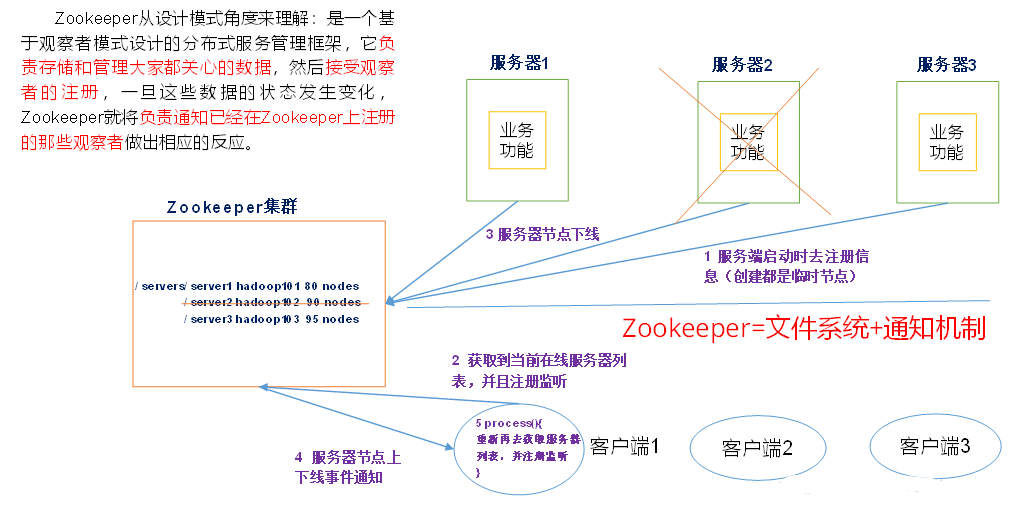 Zookeeper从设计模式角度来理解：是一个基
于观察者模式设计的分布式服务管理框架，它负
责存储和管理大家都关心的数据，然后接受观察
者的注册，一旦这些数据的状态发生变化，
Zookeeper就将负责通知已经在Zookeeper上注册
的那些观察者做出相应的反应。
服务器1
业务
功能
服务器2
业务
功能
服务器3
业务
功能
Zookeeper集群
/ servers/ server1 hadoop101 80 nodes
/ server2 hadoop102 90 nodes
/ server3 hadoop103 95 nodes
3 服务器节点下线
1 服务端启动时去注册信
息（创建都是临时节点）
Zookeeper=文件系统+通知机制
2 获取到当前在线服务器列
表，并且注册监听
5 process(){
重新再去获取服务器
列表，并注册监听
}
客户端1
客户端2
客户端3
4 服务器节点上
下线事件通知